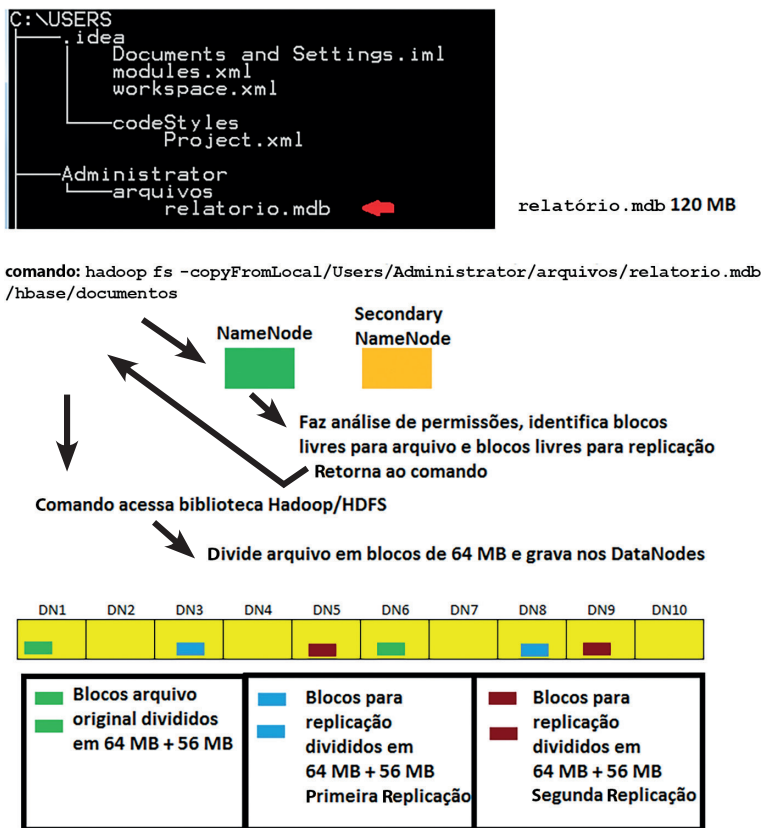 C:\USERS
.idea
Documents and Settings.iml
modules.xml
workspace.xml
codeStyles
Project.xml
Administrator
arquivos
relatorio.mdb
relatório.mdb 120 MB
comando: hadoop fs -copyFromLocal/Users/Administrator/arquivos/relatorio.mdb
/hbase/documentos
NameNode
Secondary
NameNode
Faz análise de permissões, identifica blocos
livres para arquivo e blocos livres para replicação
Retorna ao comando
Comando acessa biblioteca Hadoop/HDFS
Divide arquivo em blocos de 64 MB e grava nos DataNodes
DN1 DN2 DN3 DN4 DN5 DN6 DN7 DN8 DN9 DN10
Blocos arquivo
original divididos
em 64 MB + 56 MB
Blocos para
replicação
divididos em
64 MB + 56 MB
Primeira Replicação
Blocos para
replicação
divididos em
64 MB + 56 MB
Segunda Replicação